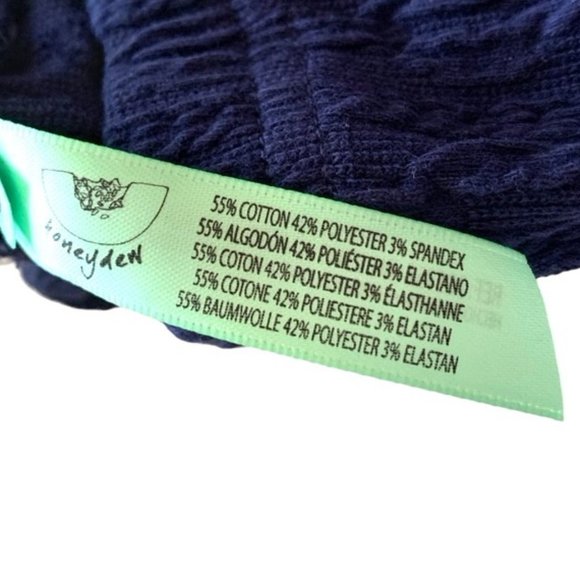 honeydew
55% COTTON 42% POLYESTER 3% SPANDEX
55% ALGODÓN 42% POLIÉSTER 3% ELASTANO
55% COTON 42% POLYESTER 3% ÉLASTHANNE
55% COTONE 42% POLIESTERE 3% ELASTAN
55% BAUMWOLLE 42% POLYESTER 3% ELASTAN